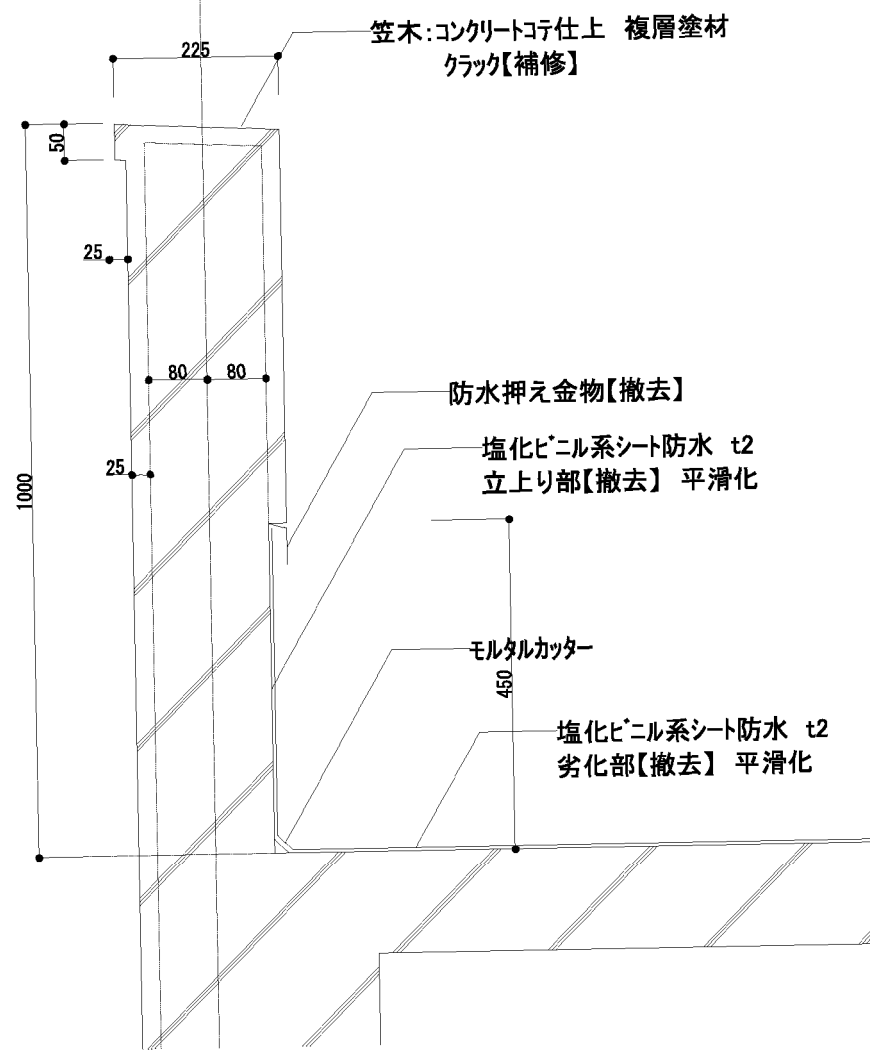 笠木:コンクリートコテ仕上 複層塗材
クラック【補修】
225
50
25
80
80
防水押え金物【撤去】
塩化ビニル系シート防水 t2
立上り部【撤去】 平滑化
25
1000
モルタルカッター
450
塩化ビニル系シート防水 t2
劣化部【撤去】 平滑化